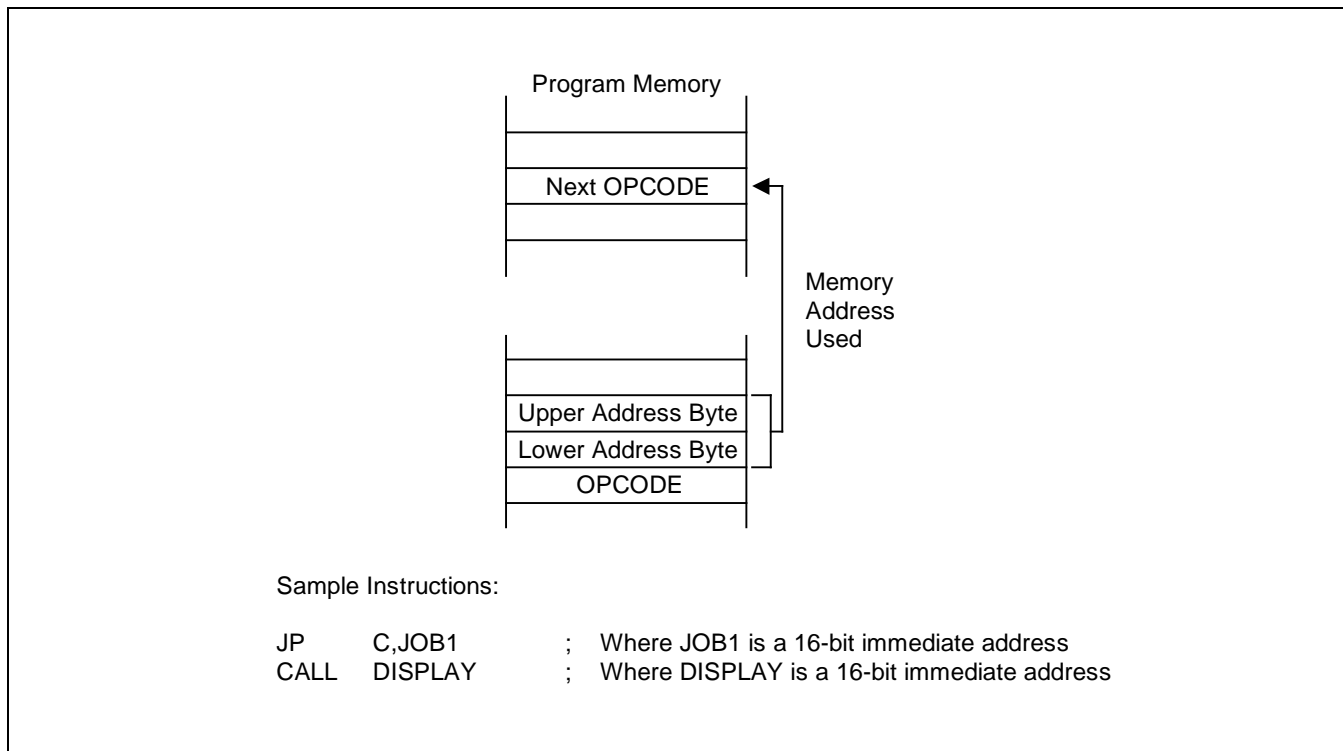 Program Memory
Next OPCODE
Memory
Address
Used
Upper Address Byte
Lower Address Byte
OPCODE
Sample Instructions:
JP C,JOB1 ; Where JOB1 is a 16-bit immediate address
CALL DISPLAY ; Where DISPLAY is a 16-bit immediate address